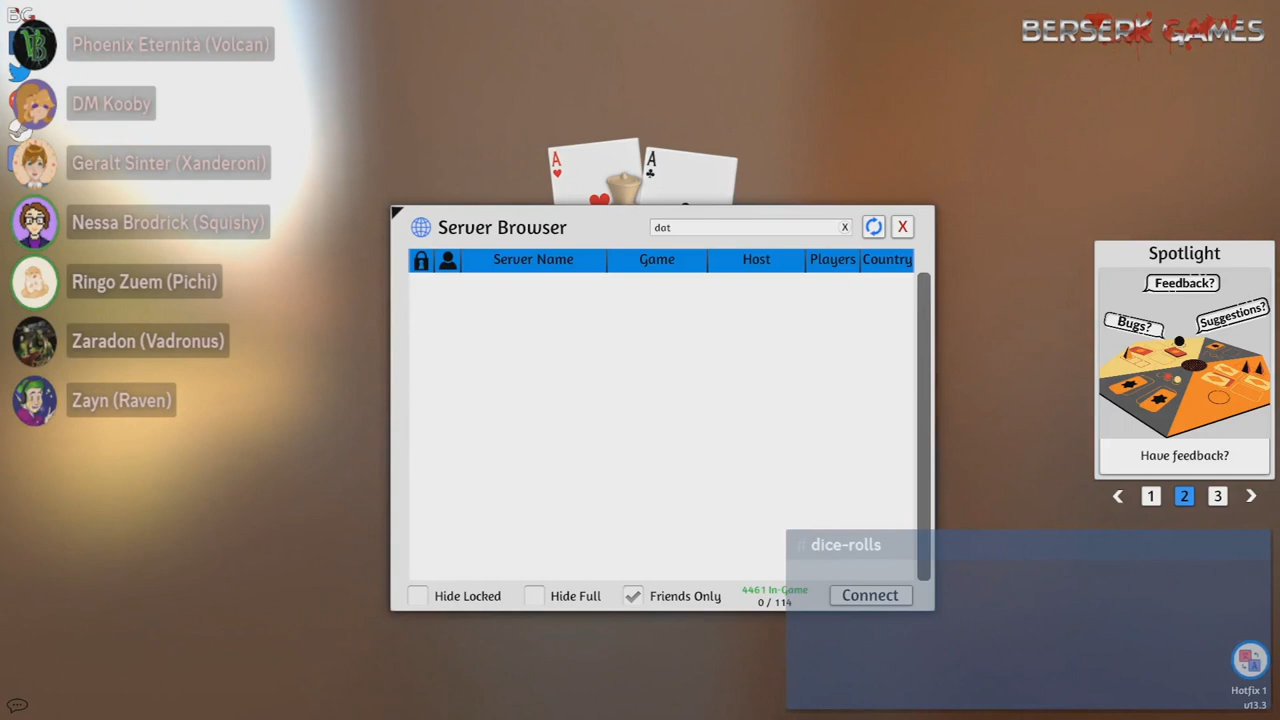 BG
Phoenix Eternità (Volcan)
DM Kooby
Geralt Sinter (Xanderoni)
Nessa Brodrick (Squishy)
Ringo Zuem (Pichi)
Zaradon (Vadronus)
Zayn (Raven)
BERSERK GAMES
A
A
Server Browser
dat
X
X
Server Name
Game
Host
Players
Country
Hide Locked
Hide Full
Friends Only
4461 In-Game
0 / 114
Connect
Spotlight
Feedback?
Bugs?
Suggestions?
Have feedback?
< 1 2 3 >
# dice-rolls
Hotfix 1
v13.3